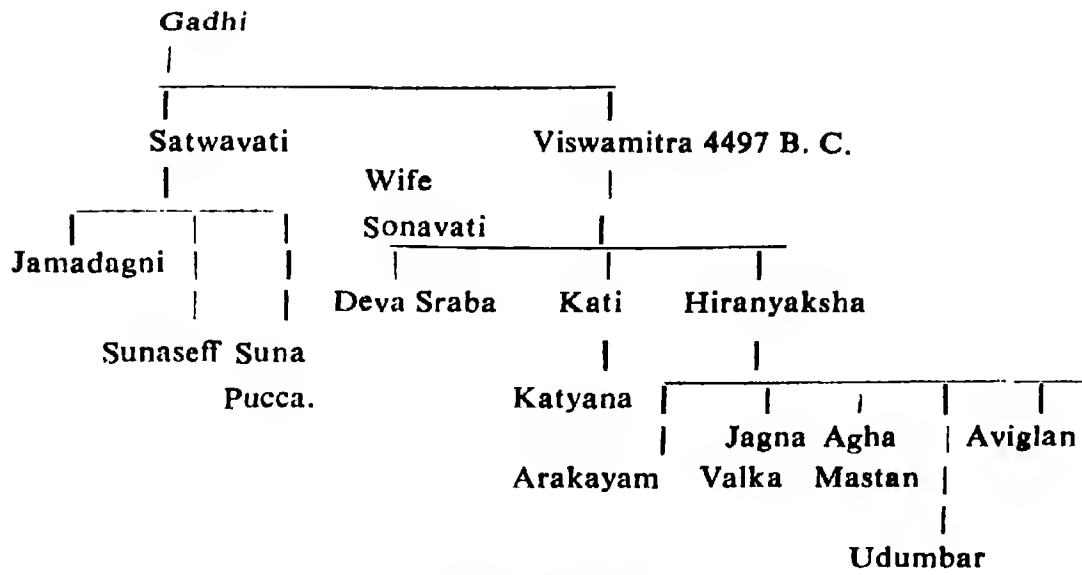 Gadhi
Satwavati Viswamitra 4497 B. C.
Wife
Sonavati
Jamadagni
Deva Sraba Kati Hiranyaksha
Sunaseff Suna
Pucca. Katyana
Jagna Agha Aviglan
Arakayam Valka Mastan
Udumbar